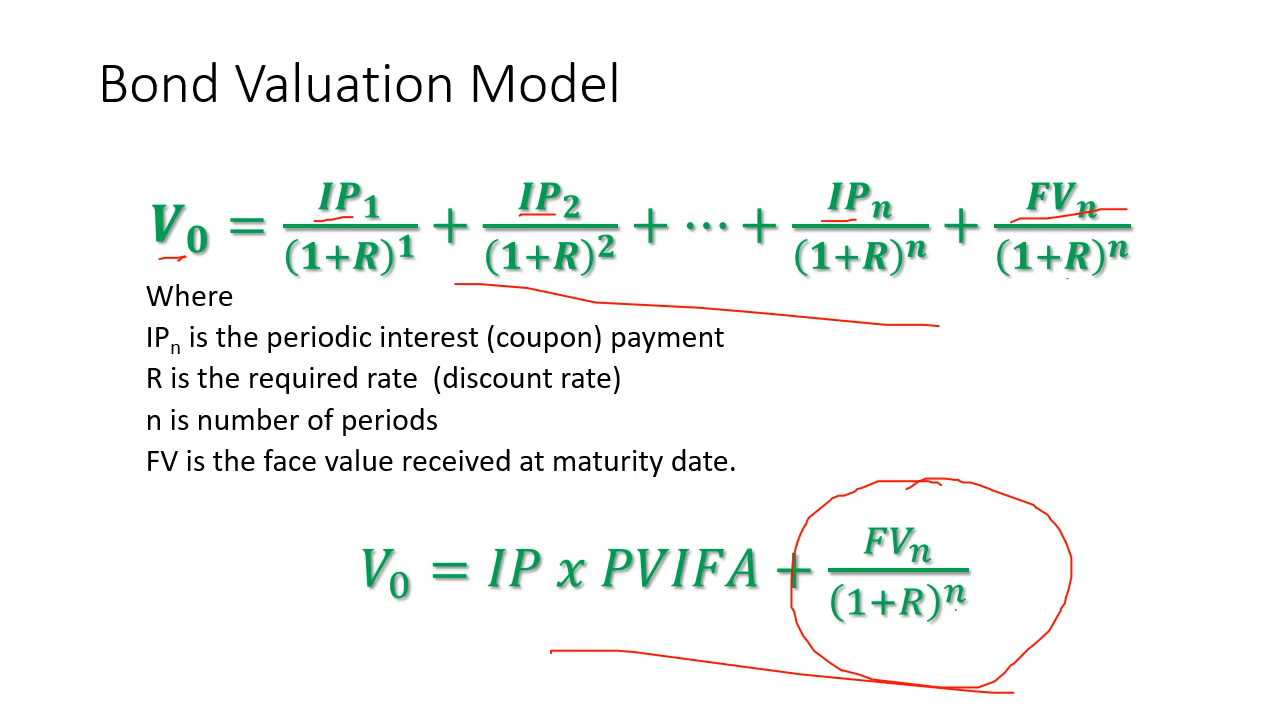 Bond Valuation Model
V₀ = IP₁/(1+R)¹ + IP₂/(1+R)² + ⋯ + IPₙ/(1+R)ⁿ + FVₙ/(1+R)ⁿ
Where
IPₙ is the periodic interest (coupon) payment
R is the required rate (discount rate)
n is number of periods
FV is the face value received at maturity date.
V₀ = IP x PVIFA + FVₙ/(1+R)ⁿ